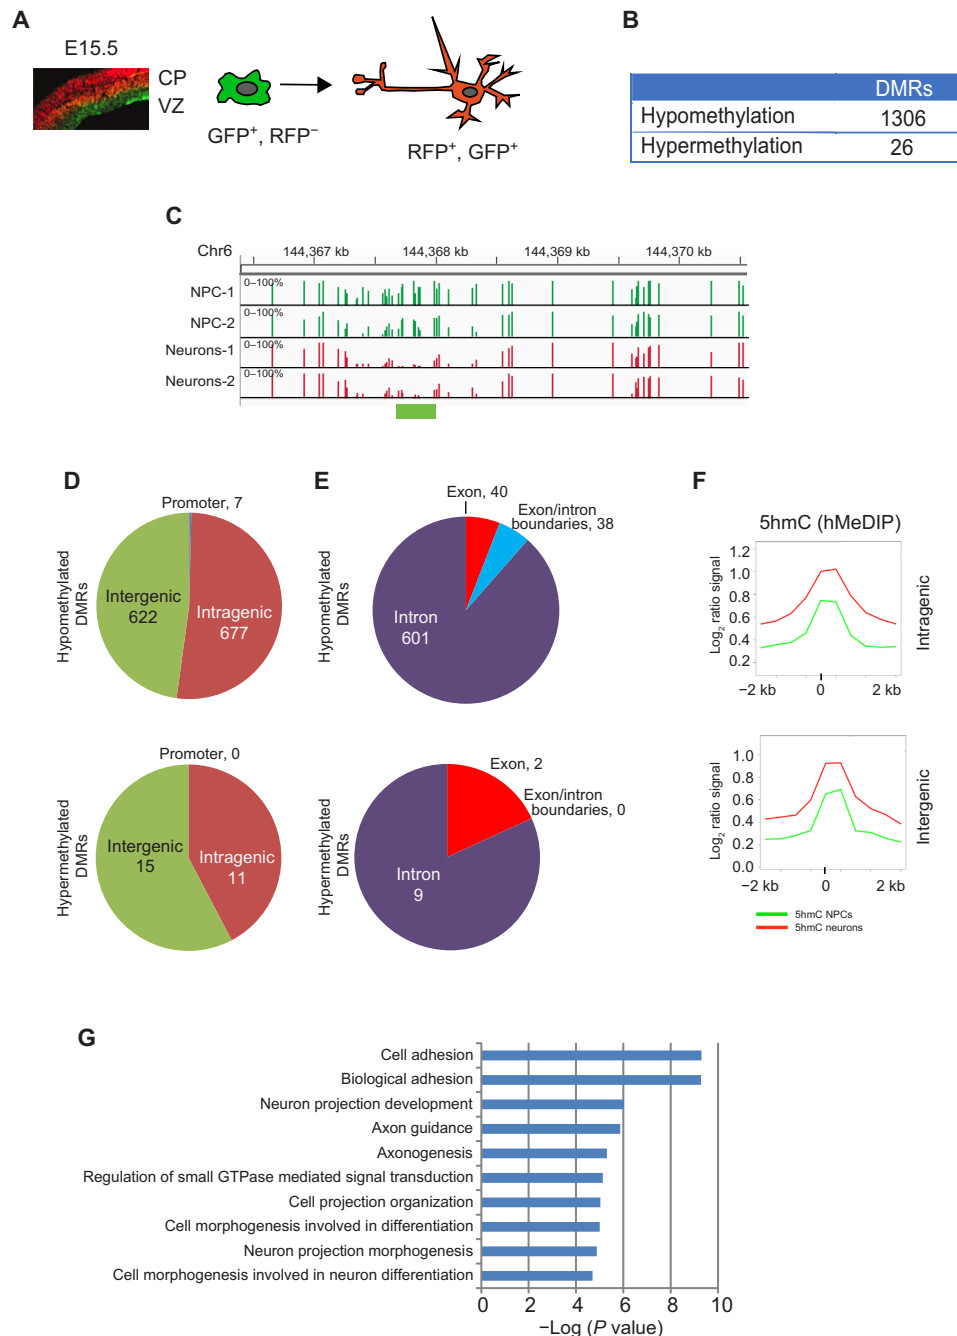 A
E15.5
CP
VZ
GFP⁺, RFP⁻
RFP⁺, GFP⁺
B
DMRs
Hypomethylation 1306
Hypermethylation 26
C
Chr6 144,367 kb 144,368 kb 144,369 kb 144,370 kb
NPC-1 0–100%
NPC-2 0–100%
Neurons-1 0–100%
Neurons-2 0–100%
D
Promoter, 7
Intergenic
622
Intragenic
677
Hypomethylated
DMRs
Promoter, 0
Intergenic
15
Intragenic
11
Hypermethylated
DMRs
E
Exon, 40
Exon/intron
boundaries, 38
Intron
601
Hypomethylated
DMRs
Exon, 2
Exon/intron
boundaries, 0
Intron
9
Hypermethylated
DMRs
F
5hmC (hMeDIP)
Log₂ ratio signal
1.2
1.0
0.8
0.6
0.4
0.2
−2 kb 0 2 kb
Intragenic
Log₂ ratio signal
1.0
0.8
0.6
0.4
0.2
0.0
−2 kb 0 2 kb
Intergenic
5hmC NPCs
5hmC neurons
G
Cell adhesion
Biological adhesion
Neuron projection development
Axon guidance
Axonogenesis
Regulation of small GTPase mediated signal transduction
Cell projection organization
Cell morphogenesis involved in differentiation
Neuron projection morphogenesis
Cell morphogenesis involved in neuron differentiation
0 2 4 6 8 10
−Log (P value)